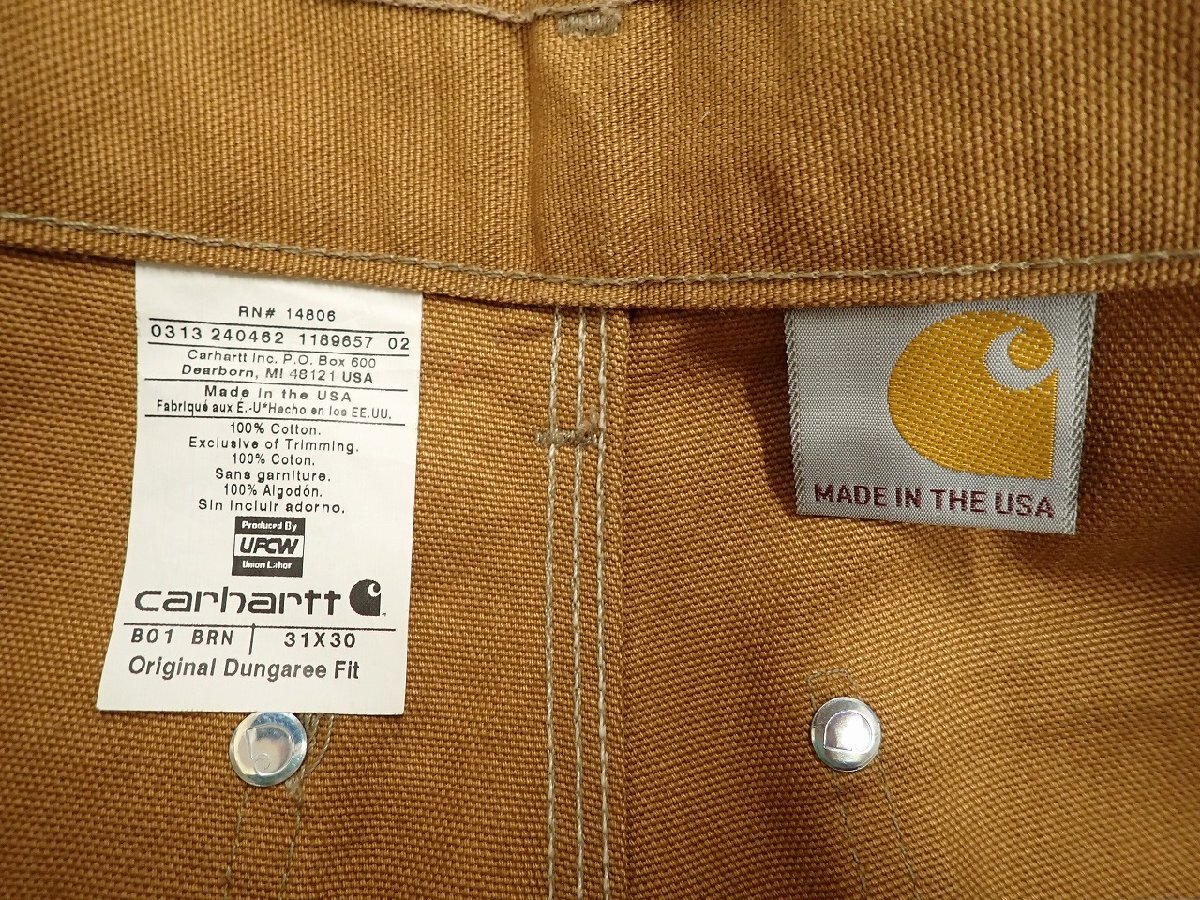 RN# 14806
0313 240462 1189657 02
Carhartt Inc. P.O. Box 600
Dearborn, MI 48121 USA
Made in the USA
Fabriqué aux É.-U*Hacho en los EE.UU.
100% Cotton.
Exclusive of Trimming.
100% Coton.
Sans garniture.
100% Algodón.
Sin incluir adorno.
Produced By
UFCW
Union Labor
carhartt
B01 BRN 31X30
Original Dungaree Fit
MADE IN THE USA